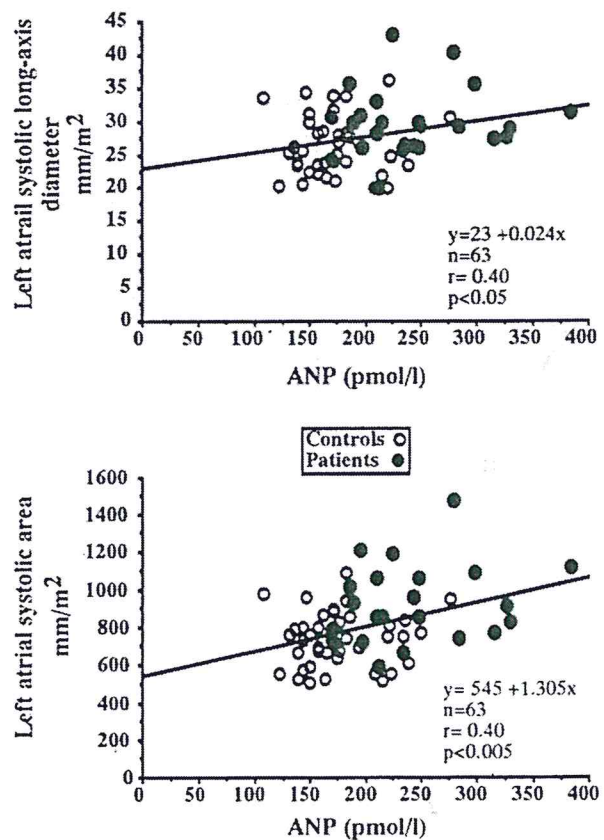 Left atrail systolic long-axis
diameter
mm/m²
45
40
35
30
25
20
15
10
5
0
y=23 +0.024x
n=63
r= 0.40
p<0.05
0 50 100 150 200 250 300 350 400
ANP (pmol/l)
Controls
Patients
Left atrial systolic area
mm/m²
1600
1400
1200
1000
800
600
400
200
0
y= 545 +1.305x
n=63
r= 0.40
p<0.005
0 50 100 150 200 250 300 350 400
ANP (pmol/l)